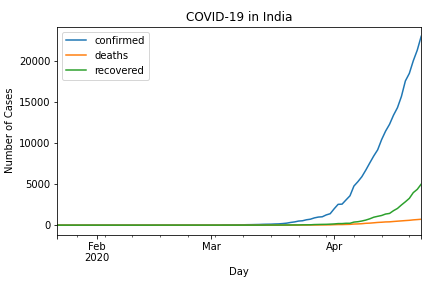 COVID-19 in India
confirmed
deaths
recovered
Number of Cases
20000
15000
10000
5000
0
Feb
2020
Mar
Apr
Day